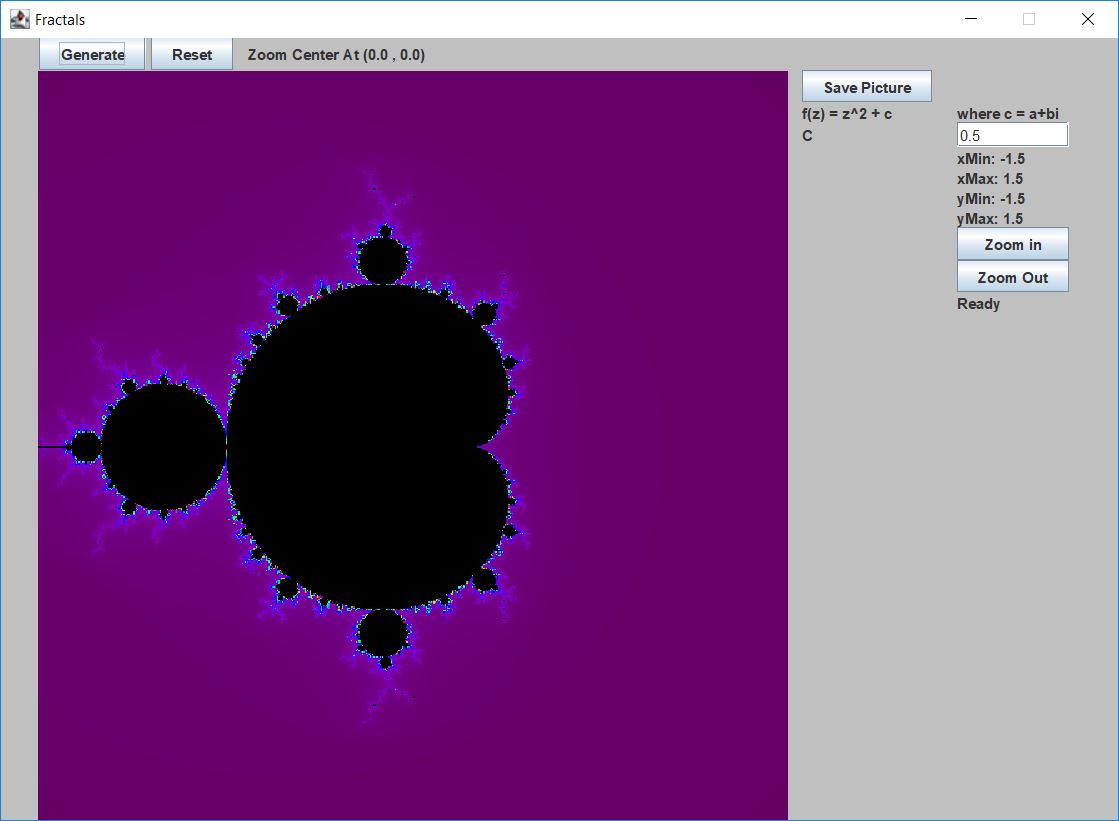 Fractals
Generate Reset Zoom Center At (0.0 , 0.0)
Save Picture
f(z) = z^2 + c where c = a+bi
C 0.5
xMin: -1.5
xMax: 1.5
yMin: -1.5
yMax: 1.5
Zoom in
Zoom Out
Ready